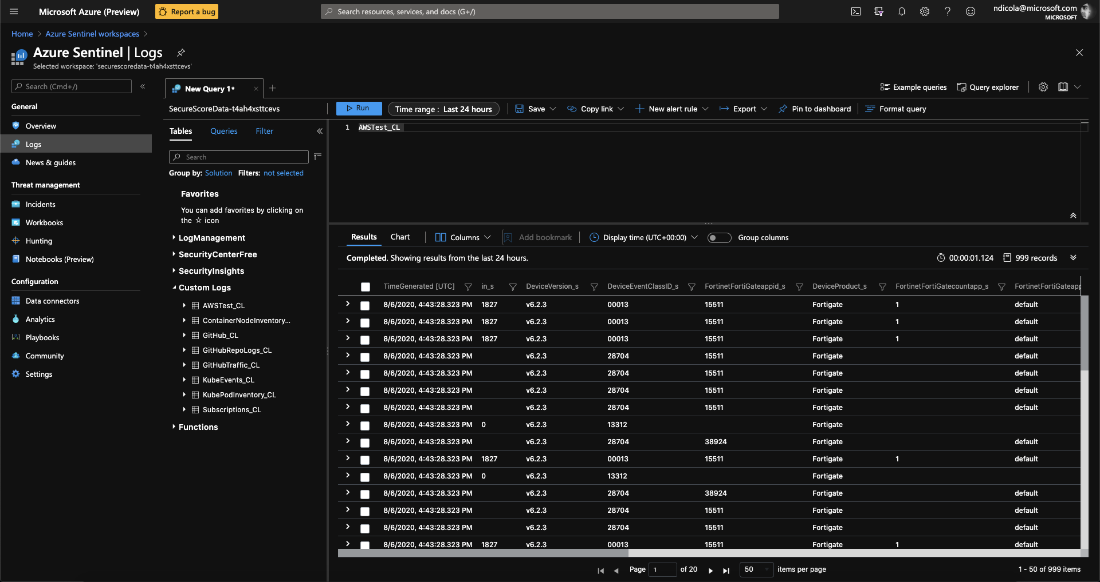 Microsoft Azure (Preview)
Report a bug
Search resources, services, and docs (G+/)
ndicola@microsoft.com
MICROSOFT
Home > Azure Sentinel workspaces >
Azure Sentinel | Logs
Selected workspace: 'securescoredata-t4ah4xsttcevs'
Search (Cmd+/)
General
Overview
Logs
News & guides
Threat management
Incidents
Workbooks
Hunting
Notebooks (Preview)
Configuration
Data connectors
Analytics
Playbooks
Community
Settings
New Query 1*
Example queries
Query explorer
SecureScoreData-t4ah4xsttcevs
Run
Time range : Last 24 hours
Save
Copy link
New alert rule
Export
Pin to dashboard
Format query
Tables
Queries
Filter
Search
Group by: Solution Filters: not selected
Favorites
You can add favorites by clicking on
the ☆ icon
LogManagement
SecurityCenterFree
SecurityInsights
Custom Logs
AWSTest_CL
ContainerNodeInventory...
GitHub_CL
GitHubRepoLogs_CL
GitHubTraffic_CL
KubeEvents_CL
KubePodInventory_CL
Subscriptions_CL
Functions
1 AWSTest_CL
Results
Chart
Columns
Add bookmark
Display time (UTC+00:00)
Group columns
Completed. Showing results from the last 24 hours.
00:00:01.124
999 records
TimeGenerated [UTC] in_s DeviceVersion_s DeviceEventClassID_s FortinetFortiGateappid_s DeviceProduct_s FortinetFortiGatecountapp_s FortinetFortiGateapp
8/6/2020, 4:43:28.323 PM 1827 v6.2.3 00013 15511 Fortigate 1 default
8/6/2020, 4:43:28.323 PM 1827 v6.2.3 00013 15511 Fortigate 1 default
8/6/2020, 4:43:28.323 PM 1827 v6.2.3 00013 15511 Fortigate 1 default
8/6/2020, 4:43:28.323 PM v6.2.3 28704 15511 Fortigate default
8/6/2020, 4:43:28.323 PM v6.2.3 28704 15511 Fortigate default
8/6/2020, 4:43:28.323 PM v6.2.3 28704 15511 Fortigate default
8/6/2020, 4:43:28.323 PM v6.2.3 28704 15511 Fortigate default
8/6/2020, 4:43:28.323 PM 0 v6.2.3 13312 Fortigate
8/6/2020, 4:43:28.323 PM v6.2.3 28704 38924 Fortigate default
8/6/2020, 4:43:28.323 PM 1827 v6.2.3 00013 15511 Fortigate 1 default
8/6/2020, 4:43:28.323 PM 0 v6.2.3 13312 Fortigate
8/6/2020, 4:43:28.323 PM v6.2.3 28704 38924 Fortigate default
8/6/2020, 4:43:28.323 PM v6.2.3 28704 15511 Fortigate default
8/6/2020, 4:43:28.323 PM v6.2.3 28704 15511 Fortigate default
8/6/2020, 4:43:28.323 PM 1827 v6.2.3 00013 15511 Fortigate 1 default
Page 1 of 20 50 items per page
1 - 50 of 999 items